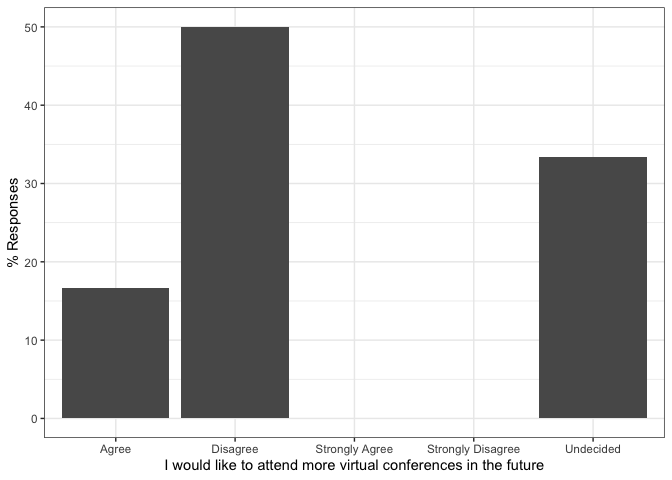 50
40
30
20
10
0
% Responses
Agree Disagree Strongly Agree Strongly Disagree Undecided
I would like to attend more virtual conferences in the future